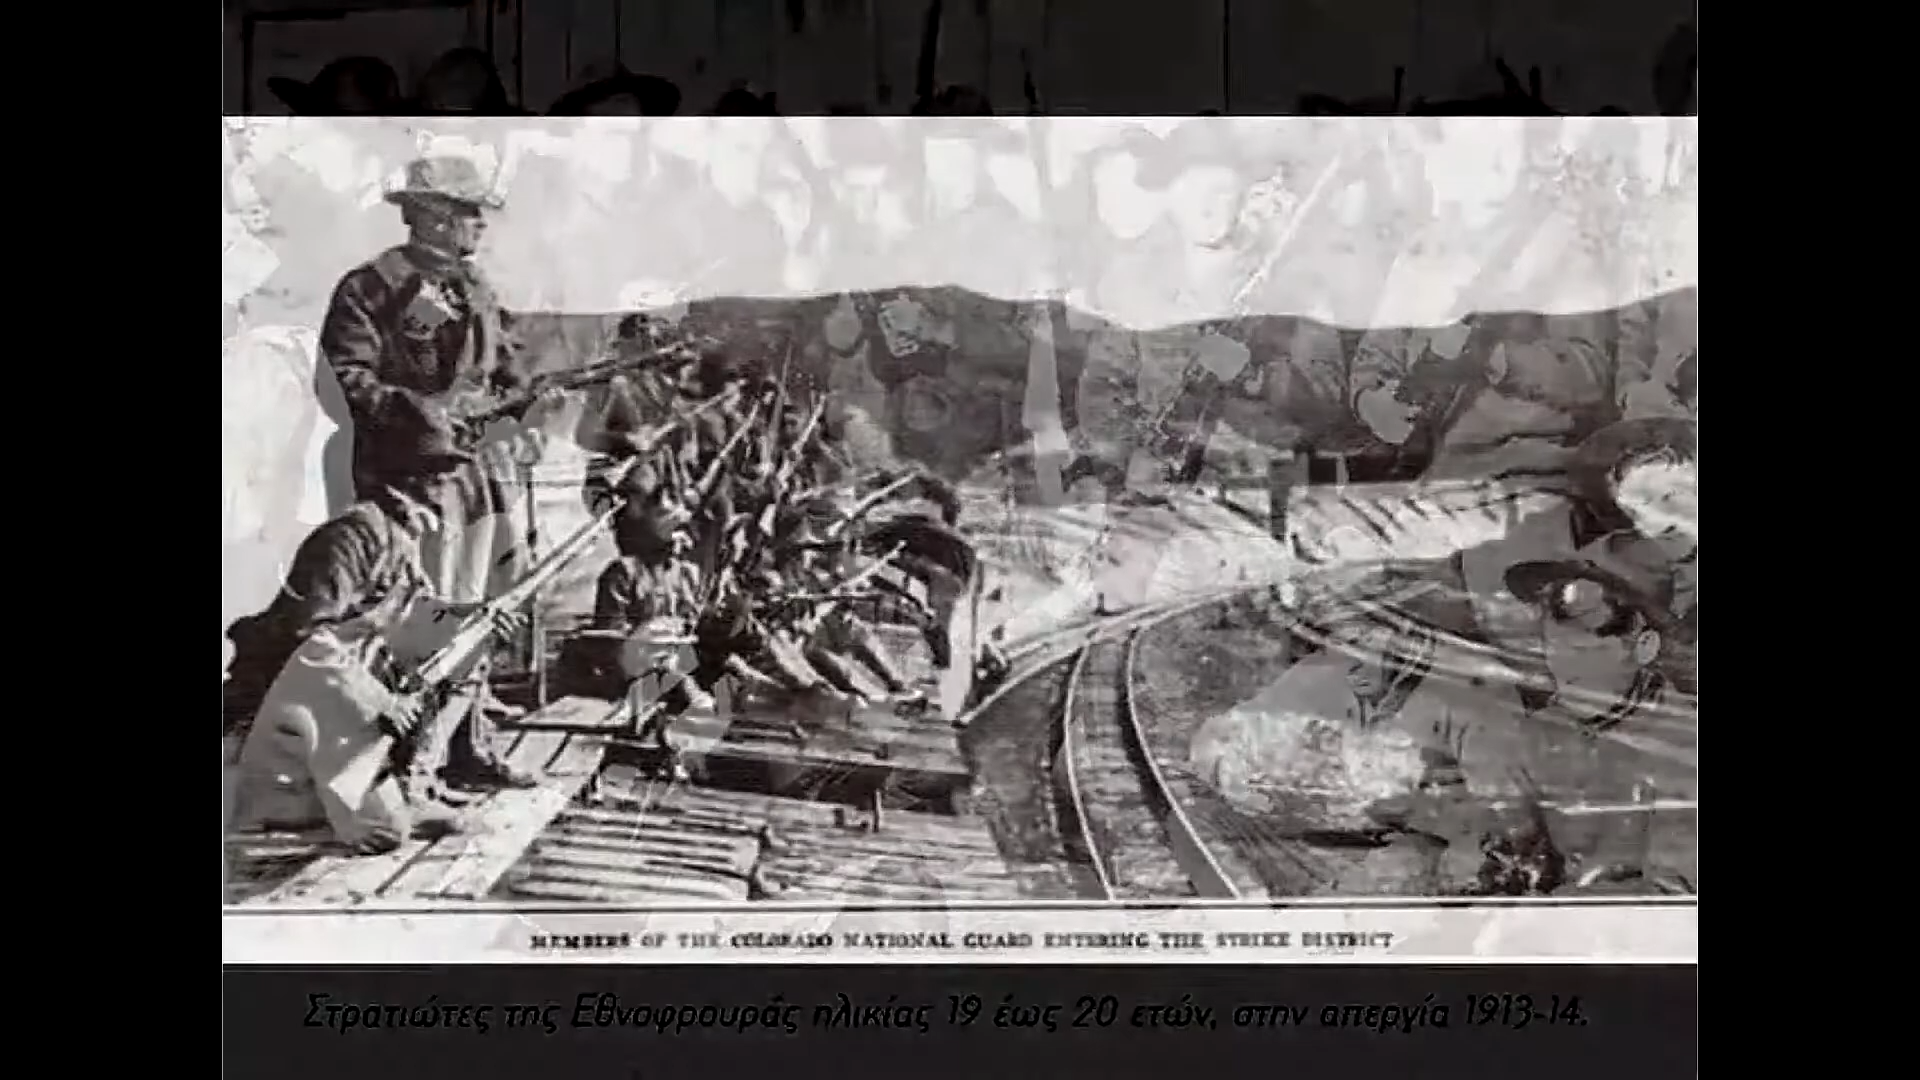 MEMBERS OF THE COLORADO NATIONAL GUARD ENTERING THE STRIKE DISTRICT
Στρατιώτες της Εθνοφρουράς ηλικίας 19 έως 20 ετών, στην απεργία 1913-14.